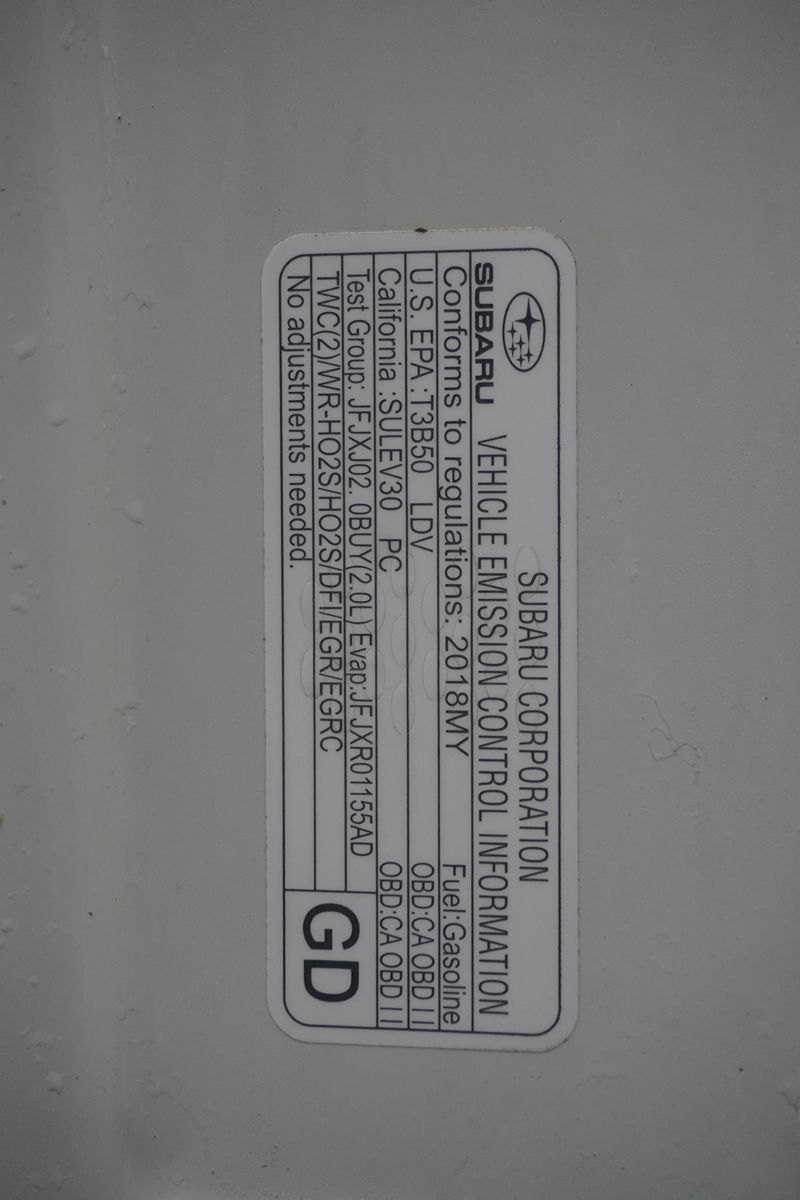 SUBARU CORPORATION
SUBARU VEHICLE EMISSION CONTROL INFORMATION
Conforms to regulations: 2018MY Fuel:Gasoline
U.S. EPA :T3B50 LDV OBD:CA OBD II
California :SULEV30 PC OBD:CA OBD II
Test Group: JFJXJ02. 0BUY(2.0L) Evap:JFJXR01155AD
TWC(2)/WR-HO2S/HO2S/DFI/EGR/EGRC
No adjustments needed.
GD